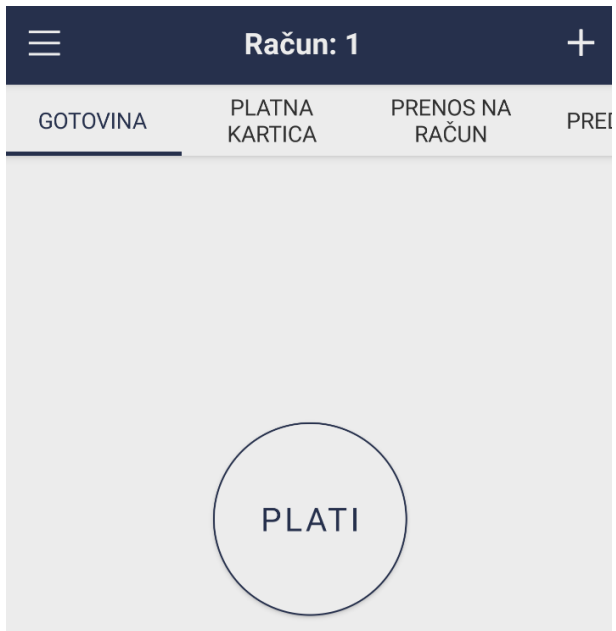 Račun: 1
GOTOVINA
PLATNA
KARTICA
PRENOS NA
RAČUN
PLATI